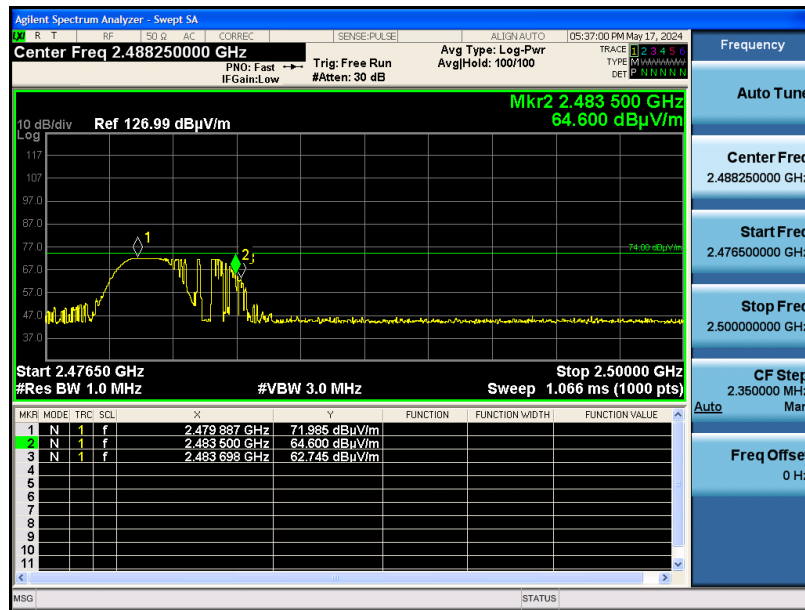 Agilent Spectrum Analyzer - Swept SA
LXI R T RF 50 Ω AC CORREC SENSE:PULSE ALIGN AUTO 05:37:00 PM May 17, 2024
Center Freq 2.488250000 GHz
PNO: Fast
IFGain:Low
Trig: Free Run
#Atten: 30 dB
Avg Type: Log-Pwr
Avg|Hold: 100/100
TRACE 1 2 3 4 5 6
TYPE M
DET P N N N N N
Mkr2 2.483 500 GHz
64.600 dBµV/m
10 dB/div Ref 126.99 dBµV/m
Log
117
107
97.0
87.0
77.0
67.0
57.0
47.0
37.0
1
2
74.00 dBµV/m
Start 2.47650 GHz Stop 2.50000 GHz
#Res BW 1.0 MHz #VBW 3.0 MHz Sweep 1.066 ms (1000 pts)
MKR MODE TRC SCL X Y FUNCTION FUNCTION WIDTH FUNCTION VALUE
1 N 1 f 2.479 887 GHz 71.985 dBµV/m
2 N 1 f 2.483 500 GHz 64.600 dBµV/m
3 N 1 f 2.483 698 GHz 62.745 dBµV/m
4
5
6
7
8
9
10
11
MSG STATUS
Frequency
Auto Tune
Center Freq
2.488250000 GHz
Start Freq
2.476500000 GHz
Stop Freq
2.500000000 GHz
CF Step
2.350000 MHz
Auto Man
Freq Offset
0 Hz